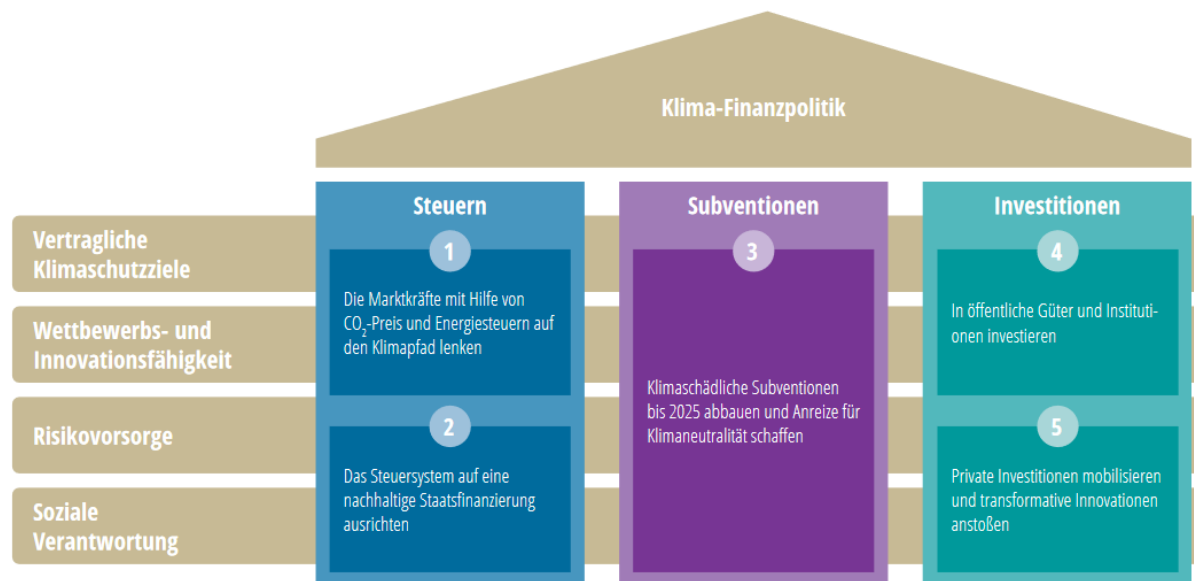 Klima-Finanzpolitik
Steuern
Subventionen
Investitionen
Vertragliche
Klimaschutzziele
Wettbewerbs- und
Innovationsfähigkeit
Risikovorsorge
Soziale
Verantwortung
1
Die Marktkräfte mit Hilfe von
CO₂-Preis und Energiesteuern auf
den Klimapfad lenken
2
Das Steuersystem auf eine
nachhaltige Staatsfinanzierung
ausrichten
3
Klimaschädliche Subventionen
bis 2025 abbauen und Anreize für
Klimaneutralität schaffen
4
In öffentliche Güter und Instituti-
onen investieren
5
Private Investitionen mobilisieren
und transformative Innovationen
anstoßen